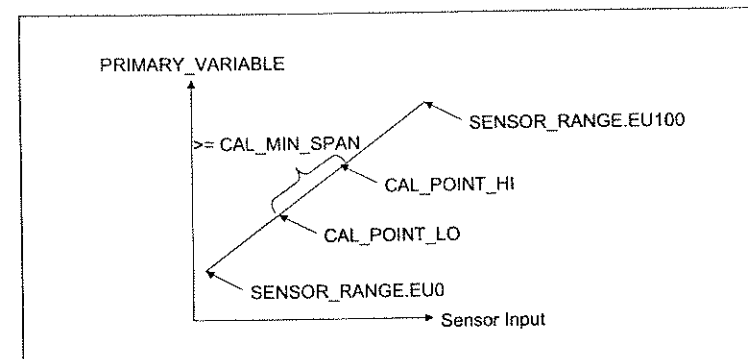 PRIMARY_VARIABLE
SENSOR_RANGE.EU100
>= CAL_MIN_SPAN
CAL_POINT_HI
CAL_POINT_LO
SENSOR_RANGE.EU0
Sensor Input